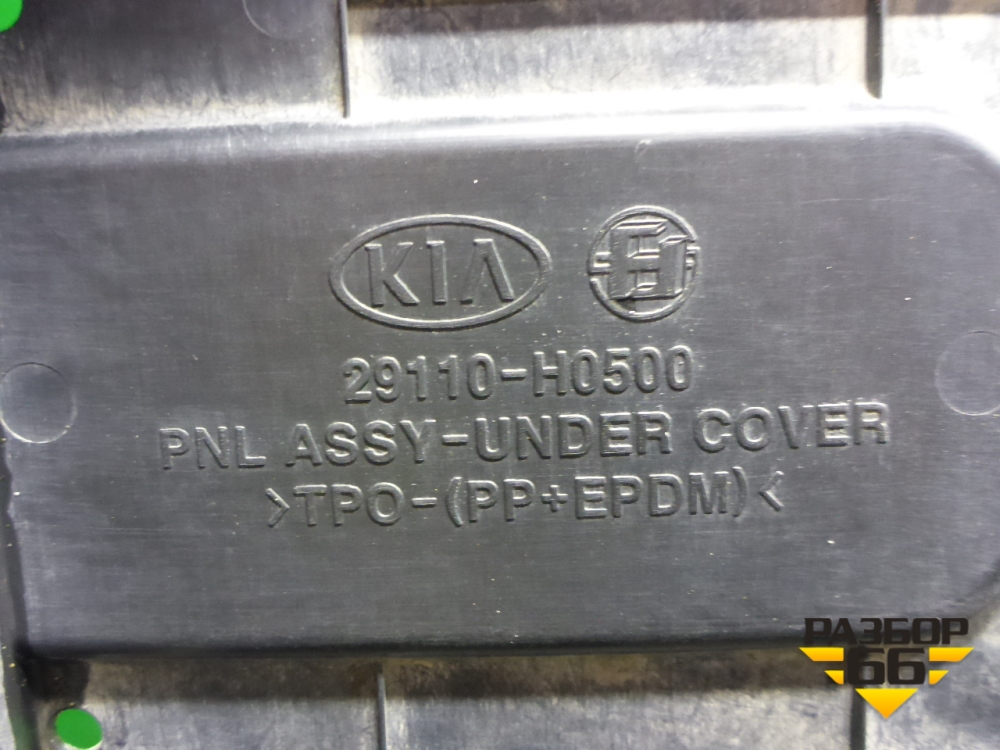 KIA
29110-H0500
PNL ASSY-UNDER COVER
>TPO-(PP+EPDM)<
РАЗБОР
66